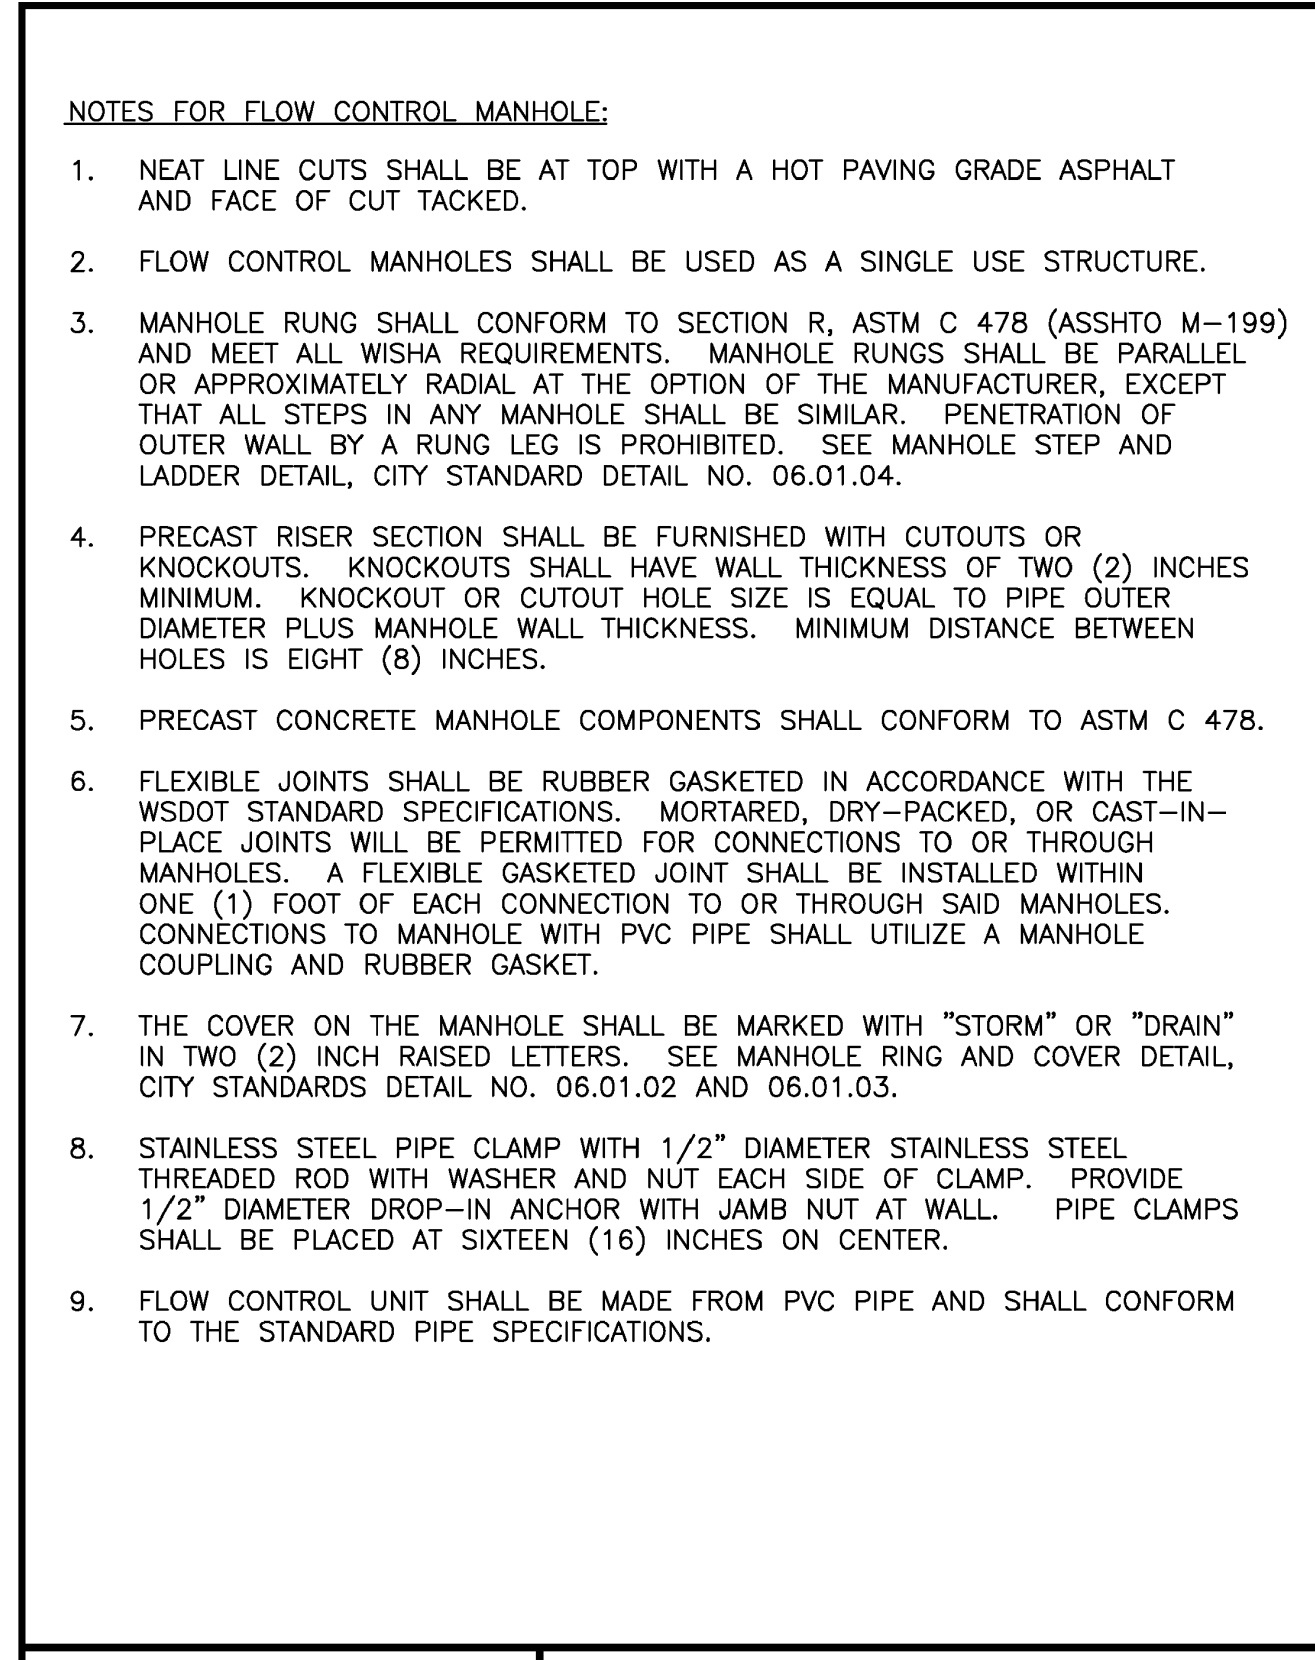 NOTES FOR FLOW CONTROL MANHOLE:
1. NEAT LINE CUTS SHALL BE AT TOP WITH A HOT PAVING GRADE ASPHALT
AND FACE OF CUT TACKED.
2. FLOW CONTROL MANHOLES SHALL BE USED AS A SINGLE USE STRUCTURE.
3. MANHOLE RUNG SHALL CONFORM TO SECTION R, ASTM C 478 (ASSHTO M-199)
AND MEET ALL WISHA REQUIREMENTS. MANHOLE RUNGS SHALL BE PARALLEL
OR APPROXIMATELY RADIAL AT THE OPTION OF THE MANUFACTURER, EXCEPT
THAT ALL STEPS IN ANY MANHOLE SHALL BE SIMILAR. PENETRATION OF
OUTER WALL BY A RUNG LEG IS PROHIBITED. SEE MANHOLE STEP AND
LADDER DETAIL, CITY STANDARD DETAIL NO. 06.01.04.
4. PRECAST RISER SECTION SHALL BE FURNISHED WITH CUTOUTS OR
KNOCKOUTS. KNOCKOUTS SHALL HAVE WALL THICKNESS OF TWO (2) INCHES
MINIMUM. KNOCKOUT OR CUTOUT HOLE SIZE IS EQUAL TO PIPE OUTER
DIAMETER PLUS MANHOLE WALL THICKNESS. MINIMUM DISTANCE BETWEEN
HOLES IS EIGHT (8) INCHES.
5. PRECAST CONCRETE MANHOLE COMPONENTS SHALL CONFORM TO ASTM C 478.
6. FLEXIBLE JOINTS SHALL BE RUBBER GASKETED IN ACCORDANCE WITH THE
WSDOT STANDARD SPECIFICATIONS. MORTARED, DRY-PACKED, OR CAST-IN-
PLACE JOINTS WILL BE PERMITTED FOR CONNECTIONS TO OR THROUGH
MANHOLES. A FLEXIBLE GASKETED JOINT SHALL BE INSTALLED WITHIN
ONE (1) FOOT OF EACH CONNECTION TO OR THROUGH SAID MANHOLES.
CONNECTIONS TO MANHOLE WITH PVC PIPE SHALL UTILIZE A MANHOLE
COUPLING AND RUBBER GASKET.
7. THE COVER ON THE MANHOLE SHALL BE MARKED WITH "STORM" OR "DRAIN"
IN TWO (2) INCH RAISED LETTERS. SEE MANHOLE RING AND COVER DETAIL,
CITY STANDARDS DETAIL NO. 06.01.02 AND 06.01.03.
8. STAINLESS STEEL PIPE CLAMP WITH 1/2" DIAMETER STAINLESS STEEL
THREADED ROD WITH WASHER AND NUT EACH SIDE OF CLAMP. PROVIDE
1/2" DIAMETER DROP-IN ANCHOR WITH JAMB NUT AT WALL. PIPE CLAMPS
SHALL BE PLACED AT SIXTEEN (16) INCHES ON CENTER.
9. FLOW CONTROL UNIT SHALL BE MADE FROM PVC PIPE AND SHALL CONFORM
TO THE STANDARD PIPE SPECIFICATIONS.